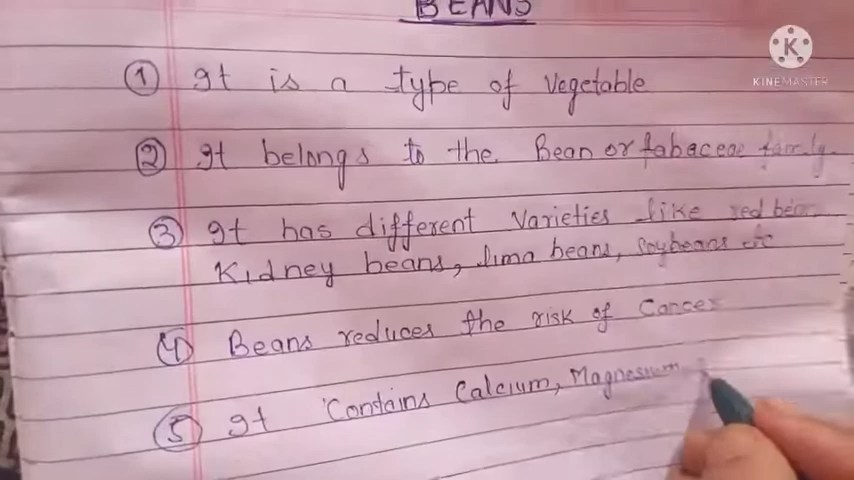 BEANS
K
KINEMASTER
① It is a type of vegetable
② It belongs to the Bean or fabaceae family.
③ It has different varieties like red bean,
Kidney beans, lima beans, soybeans etc
④ Beans reduces the risk of Cancer
⑤ It Contains Calcium, Magnesium